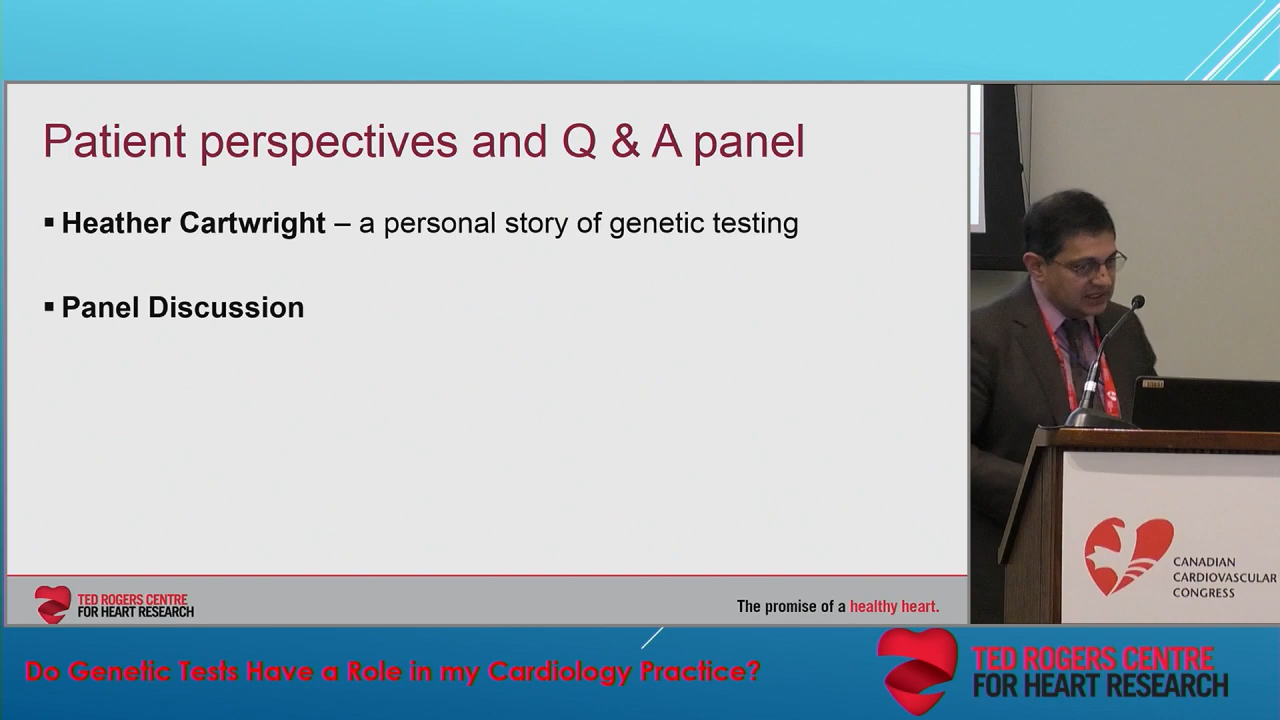 Patient perspectives and Q & A panel
▪ Heather Cartwright – a personal story of genetic testing
▪ Panel Discussion
TED ROGERS CENTRE
FOR HEART RESEARCH
The promise of a healthy heart.
CANADIAN
CARDIOVASCULAR
CONGRESS
Do Genetic Tests Have a Role in my Cardiology Practice?
TED ROGERS CENTRE
FOR HEART RESEARCH